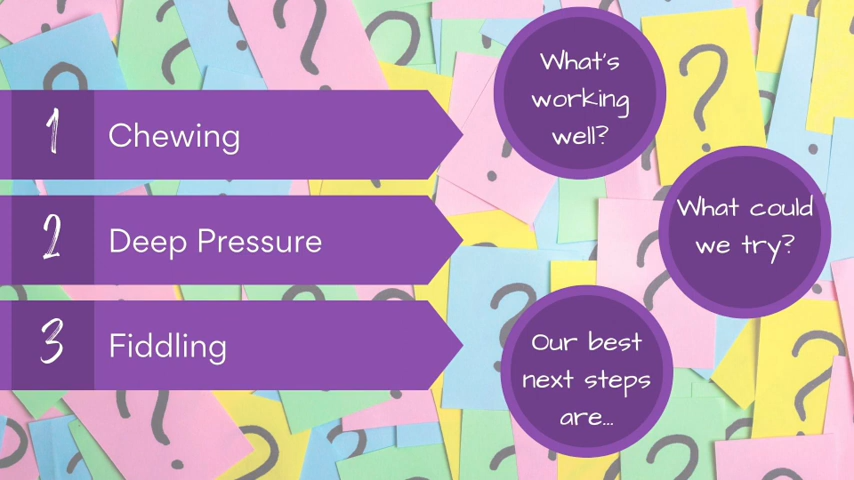 1 Chewing
2 Deep Pressure
3 Fiddling
What's
working
well?
What could
we try?
Our best
next steps
are...